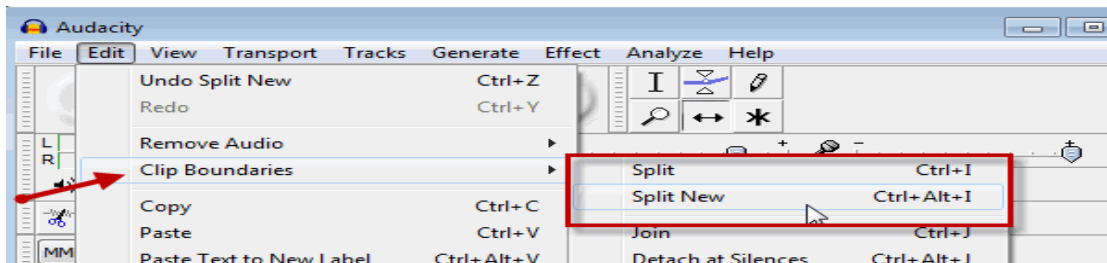 Audacity
File Edit View Transport Tracks Generate Effect Analyze Help
Undo Split New Ctrl+Z
Redo Ctrl+Y
Remove Audio
L
R
Clip Boundaries
Split Ctrl+I
Split New Ctrl+Alt+I
Copy Ctrl+C
Paste Ctrl+V
Join Ctrl+J
MM
Paste Text to New Label Ctrl+Alt+V
Detach at Silences Ctrl+Alt+J